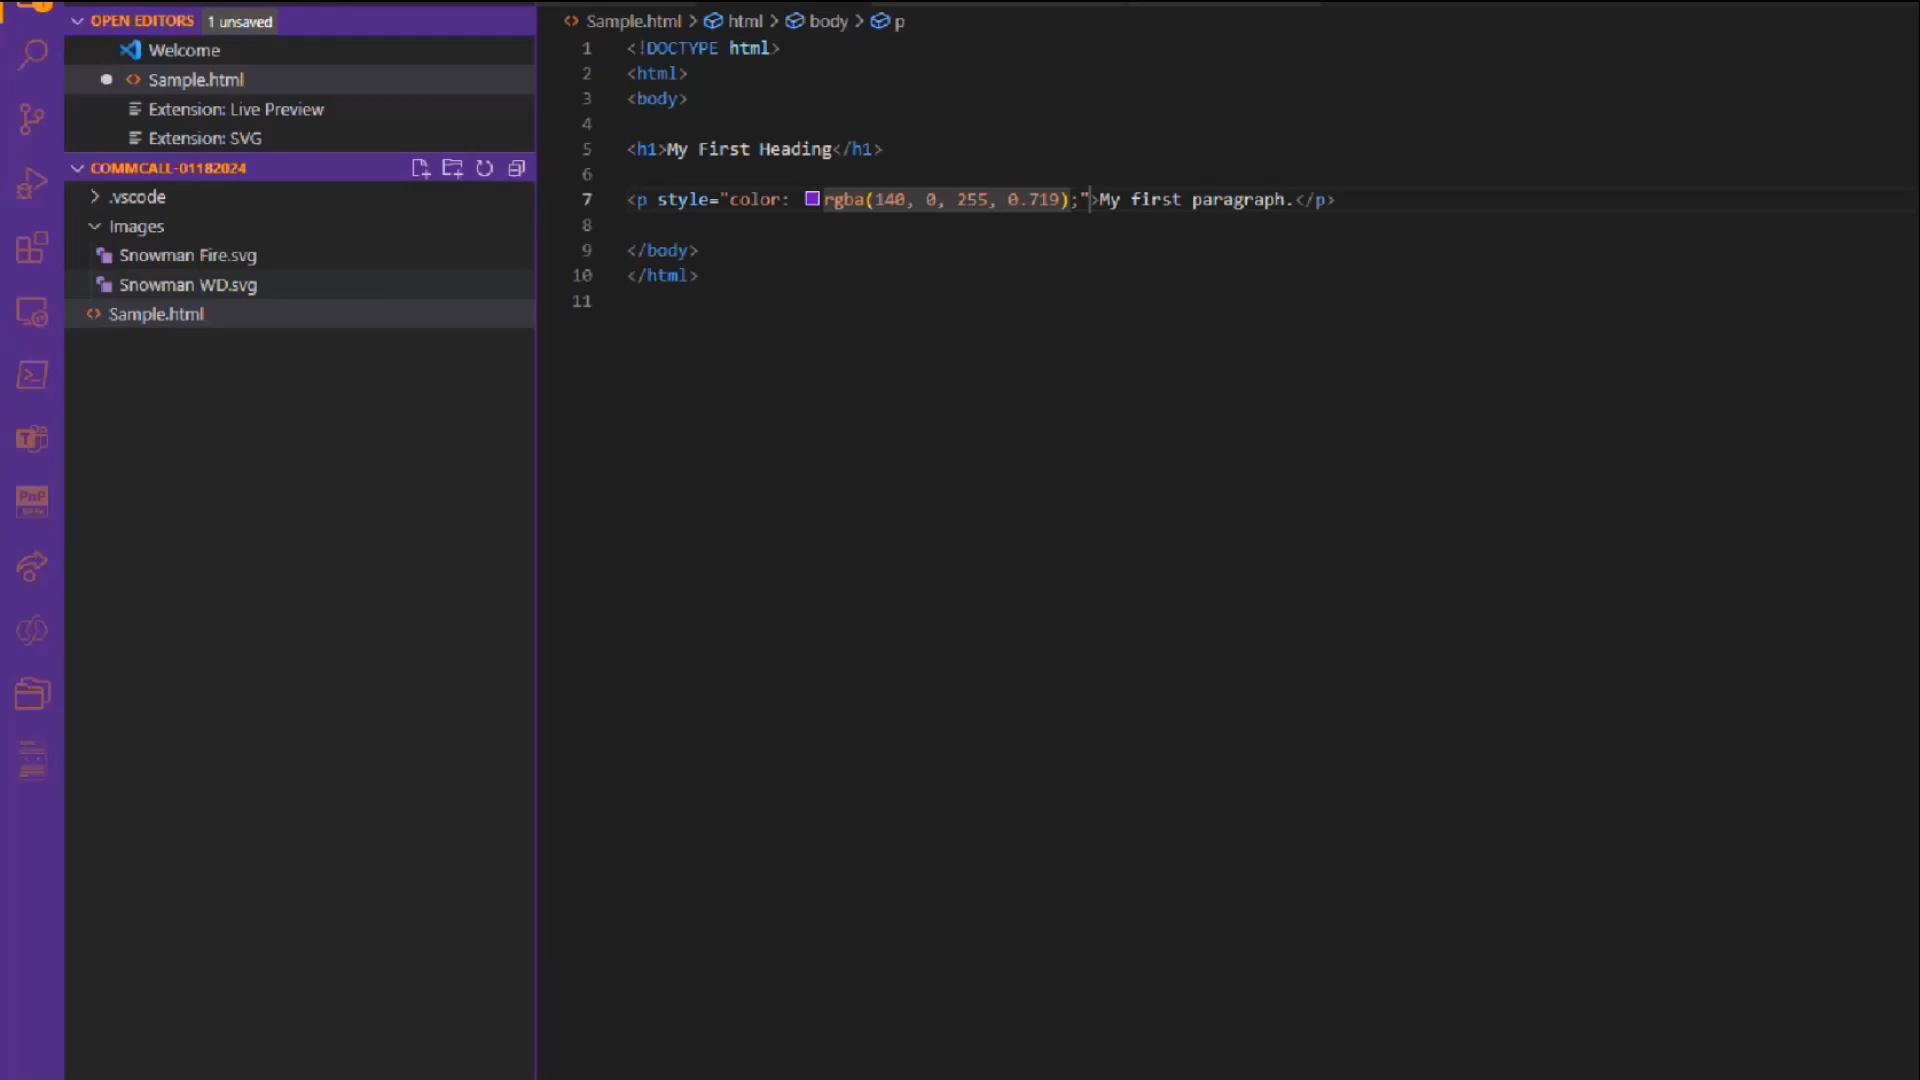 OPEN EDITORS 1 unsaved
Welcome
Sample.html
Extension: Live Preview
Extension: SVG
COMMCALL-01182024
.vscode
Images
Snowman Fire.svg
Snowman WD.svg
Sample.html
PnP
Sample.html > html > body > p
1 <!DOCTYPE html>
2 <html>
3 <body>
4
5 <h1>My First Heading</h1>
6
7 <p style="color: rgba(140, 0, 255, 0.719);">My first paragraph.</p>
8
9 </body>
10 </html>
11